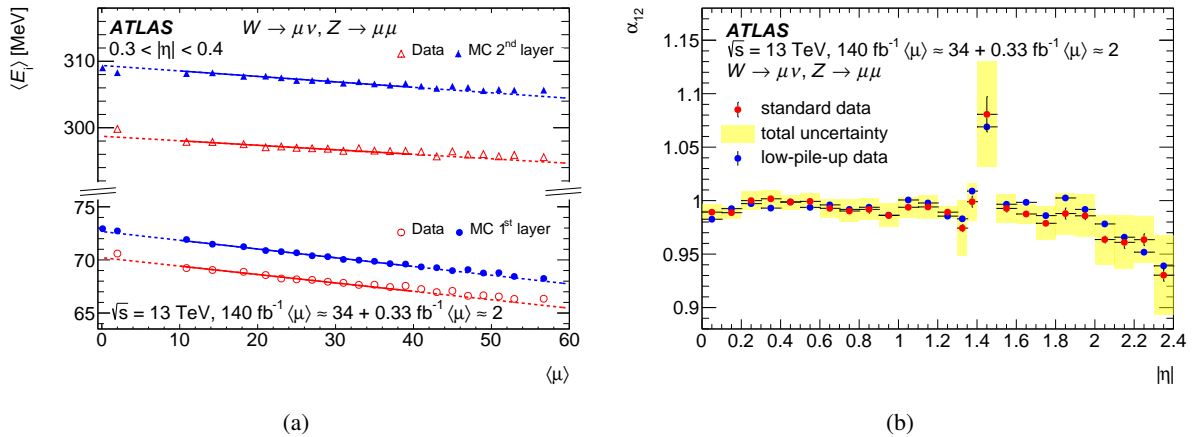 ATLAS
W → μν, Z → μμ
0.3 < |η| < 0.4
Data
MC 2nd layer
⟨E_i⟩ [MeV]
310
300
75
70
65
Data
MC 1st layer
√s = 13 TeV, 140 fb⁻¹ ⟨μ⟩ ≈ 34 + 0.33 fb⁻¹ ⟨μ⟩ ≈ 2
0 10 20 30 40 50 60
⟨μ⟩
(a)
α₁₂
1.15
1.1
1.05
1
0.95
0.9
ATLAS
√s = 13 TeV, 140 fb⁻¹ ⟨μ⟩ ≈ 34 + 0.33 fb⁻¹ ⟨μ⟩ ≈ 2
W → μν, Z → μμ
standard data
total uncertainty
low-pile-up data
0 0.2 0.4 0.6 0.8 1 1.2 1.4 1.6 1.8 2 2.2 2.4
|η|
(b)